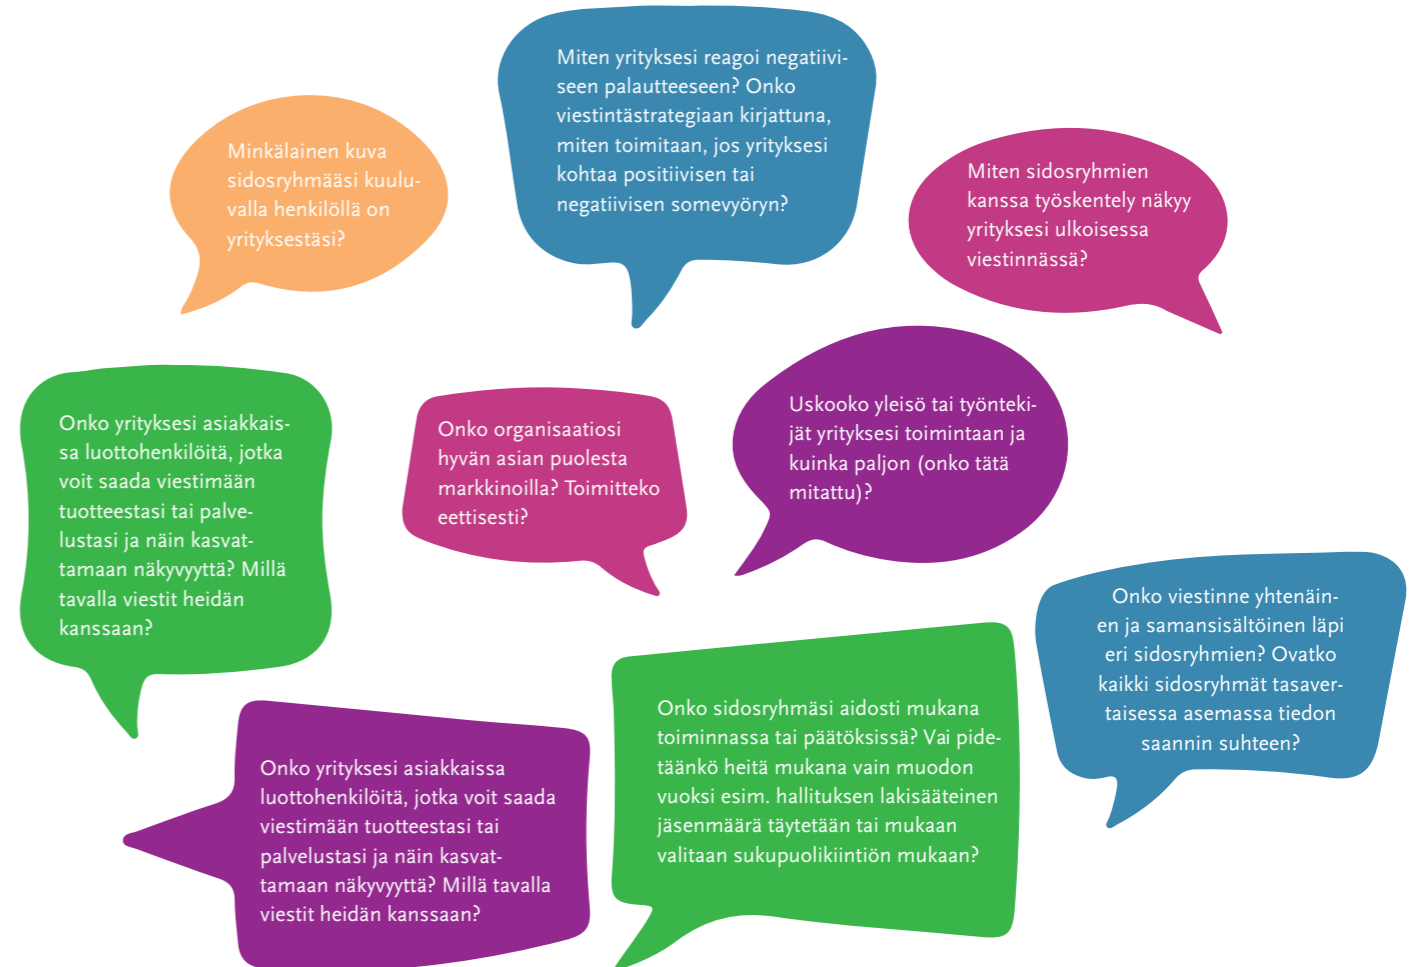 Miten yrityksesi reagoi negatiivi-
seen palautteeseen? Onko
viestintästrategiaan kirjattuna,
miten toimitaan, jos yrityksesi
kohtaa positiivisen tai
negatiivisen somevyöryn?
Minkälainen kuva
sidosryhmääsi kuulu-
valla henkilöllä on
yrityksestäsi?
Miten sidosryhmien
kanssa työskentely näkyy
yrityksesi ulkoisessa
viestinnässä?
Onko yrityksesi asiakkais-
sa luottohenkilöitä, jotka
voit saada viestimään
tuotteestasi tai palve-
lustasi ja näin kasvat-
tamaan näkyvyyttä? Millä
tavalla viestit heidän
kanssaan?
Onko organisaatiosi
hyvän asian puolesta
markkinoilla? Toimitteko
eettisesti?
Uskooko yleisö tai työnteki-
jät yrityksesi toimintaan ja
kuinka paljon (onko tätä
mitattu)?
Onko viestinne yhtenäin-
en ja samansisältöinen läpi
eri sidosryhmien? Ovatko
kaikki sidosryhmät tasaver-
taisessa asemassa tiedon
saannin suhteen?
Onko yrityksesi asiakkaissa
luottohenkilöitä, jotka voit saada
viestimään tuotteestasi tai
palvelustasi ja näin kasvat-
tamaan näkyvyyttä? Millä tavalla
viestit heidän kanssaan?
Onko sidosryhmäsi aidosti mukana
toiminnassa tai päätöksissä? Vai pide-
täänkö heitä mukana vain muodon
vuoksi esim. hallituksen lakisääteinen
jäsenmäärä täytetään tai mukaan
valitaan sukupuolikiintiön mukaan?